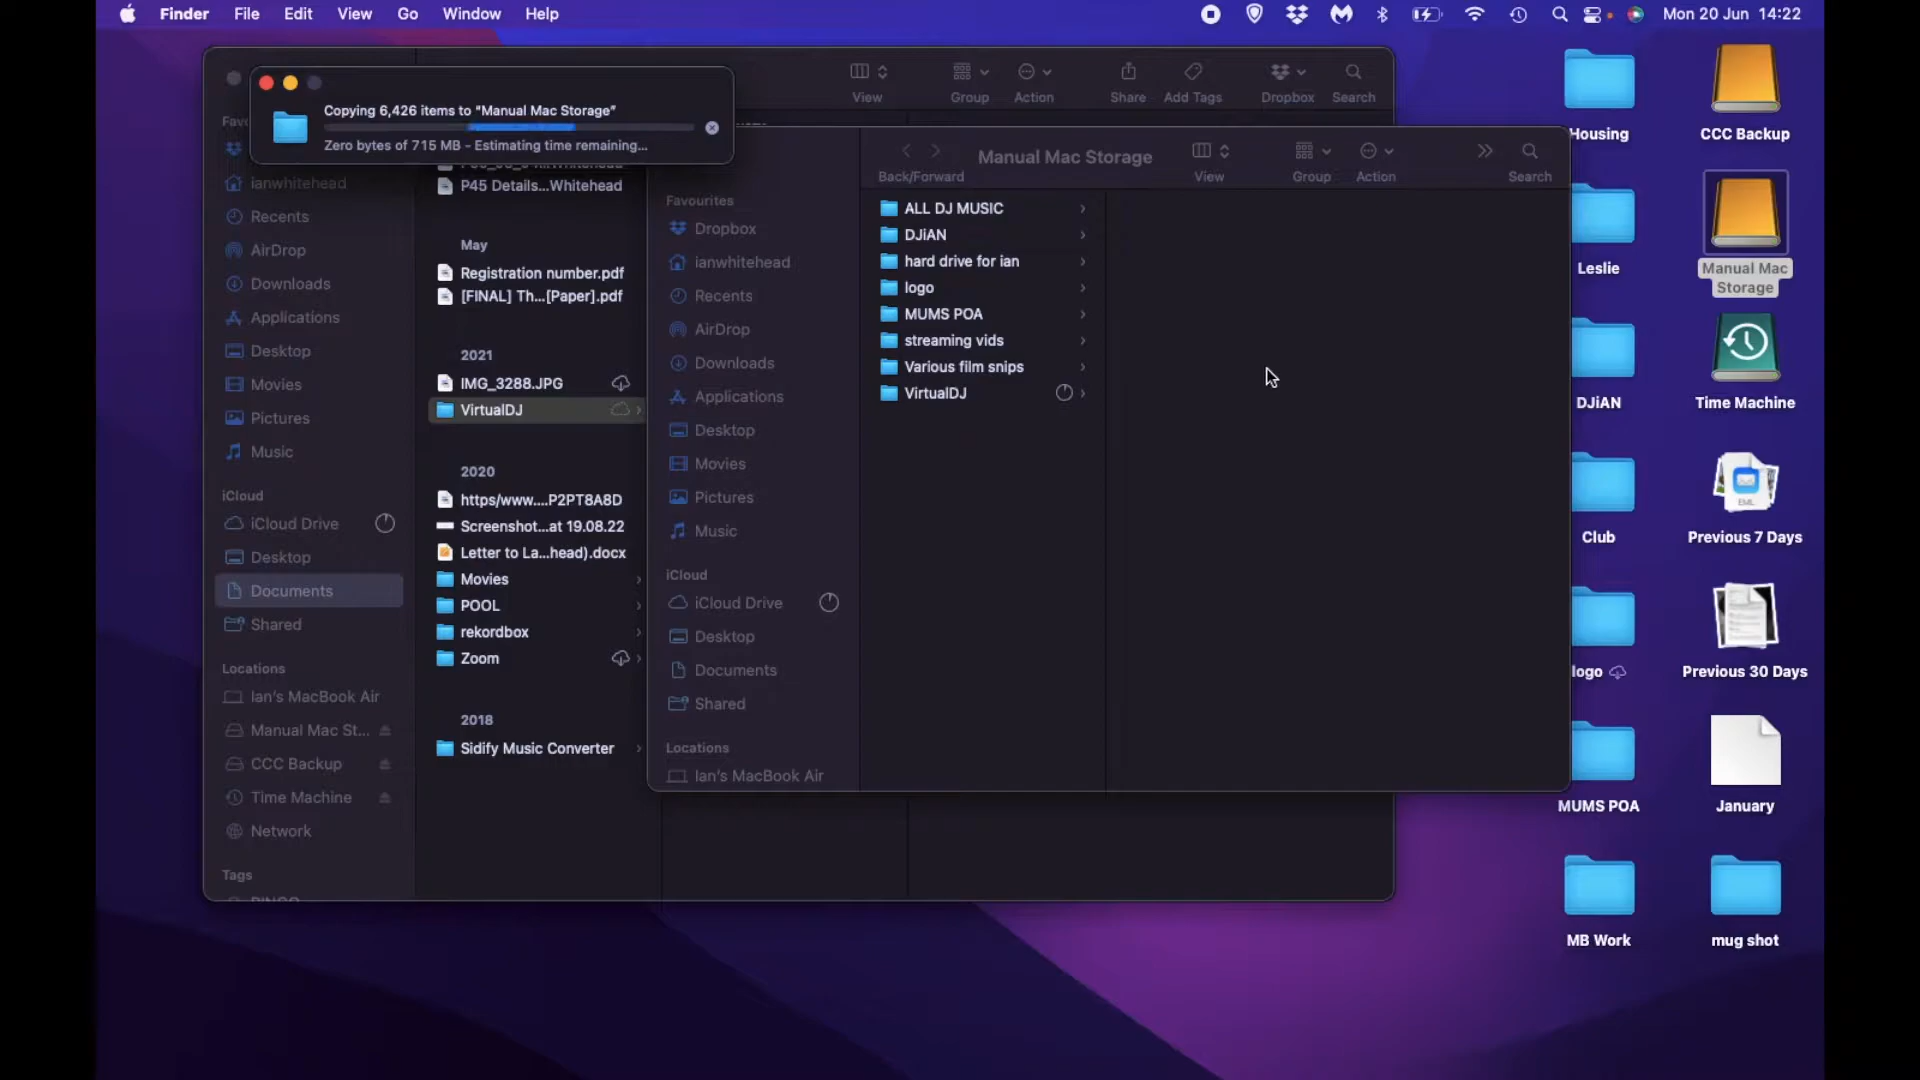 Finder File Edit View Go Window Help
Mon 20 Jun 14:22
Copying 6,426 items to "Manual Mac Storage"
Zero bytes of 715 MB - Estimating time remaining...
View Group Action Share Add Tags Dropbox Search
ianwhitehead
Recents
AirDrop
Downloads
Applications
Desktop
Movies
Pictures
Music
iCloud
iCloud Drive
Desktop
Documents
Shared
Locations
Ian's MacBook Air
Manual Mac St...
CCC Backup
Time Machine
Network
Tags
P45 Details...Whitehead
May
Registration number.pdf
[FINAL] Th...[Paper].pdf
2021
IMG_3288.JPG
VirtualDJ
2020
https/www....P2PT8A8D
Screenshot...at 19.08.22
Letter to La...head).docx
Movies
POOL
rekordbox
Zoom
2018
Sidify Music Converter
Manual Mac Storage
Back/Forward View Group Action Search
Favourites
Dropbox
ianwhitehead
Recents
AirDrop
Downloads
Applications
Desktop
Movies
Pictures
Music
iCloud
iCloud Drive
Desktop
Documents
Shared
Locations
Ian's MacBook Air
ALL DJ MUSIC
DJiAN
hard drive for ian
logo
MUMS POA
streaming vids
Various film snips
VirtualDJ
Housing
CCC Backup
Leslie
Manual Mac
Storage
DJiAN
Time Machine
Club
EML
Previous 7 Days
logo
Previous 30 Days
MUMS POA
January
MB Work
mug shot